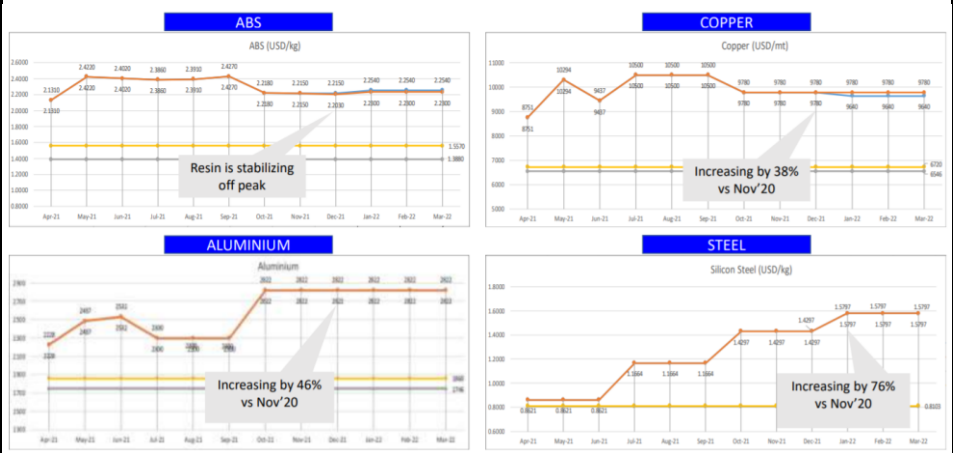 ABS
ABS (USD/kg)
2.6000
2.4000
2.2000
2.0000
1.8000
1.6000
1.4000
1.2000
1.0000
0.8000
2.1310 2.4220 2.4020 2.3860 2.3910 2.4270 2.2180 2.2150 2.2150 2.2540 2.2540 2.2540
2.1310 2.4220 2.4020 2.3860 2.3910 2.4270 2.2180 2.2150 2.2030 2.2300 2.2300 2.2300
1.5570
1.3880
Resin is stabilizing
off peak
Apr-21 May-21 Jun-21 Jul-21 Aug-21 Sep-21 Oct-21 Nov-21 Dec-21 Jan-22 Feb-22 Mar-22
COPPER
Copper (USD/mt)
11000
10000
9000
8000
7000
6000
5000
8751 10294 9437 10500 10500 10500 9780 9780 9780 9780 9780 9780
8751 10294 9437 10500 10500 10500 9780 9780 9780 9640 9640 9640
6720
6546
Increasing by 38%
vs Nov'20
Apr-21 May-21 Jun-21 Jul-21 Aug-21 Sep-21 Oct-21 Nov-21 Dec-21 Jan-22 Feb-22 Mar-22
ALUMINIUM
Aluminium
2822 2822 2822 2822 2822 2822
2822 2822 2822 2822 2822
Increasing by 46%
vs Nov'20
Apr-21 May-21 Jun-21 Jul-21 Aug-21 Sep-21 Oct-21 Nov-21 Dec-21 Jan-22 Feb-22 Mar-22
STEEL
Silicon Steel (USD/kg)
1.8000
1.6000
1.4000
1.2000
1.0000
0.8000
0.6000
1.4297 1.5797 1.5797 1.5797
0.8621 0.8621 0.8621 1.1664 1.1664 1.1664 1.4297 1.4297 1.4297 1.5797 1.5797 1.5797
0.8103
Increasing by 76%
vs Nov'20
Apr-21 May-21 Jun-21 Jul-21 Aug-21 Sep-21 Oct-21 Nov-21 Dec-21 Jan-22 Feb-22 Mar-22